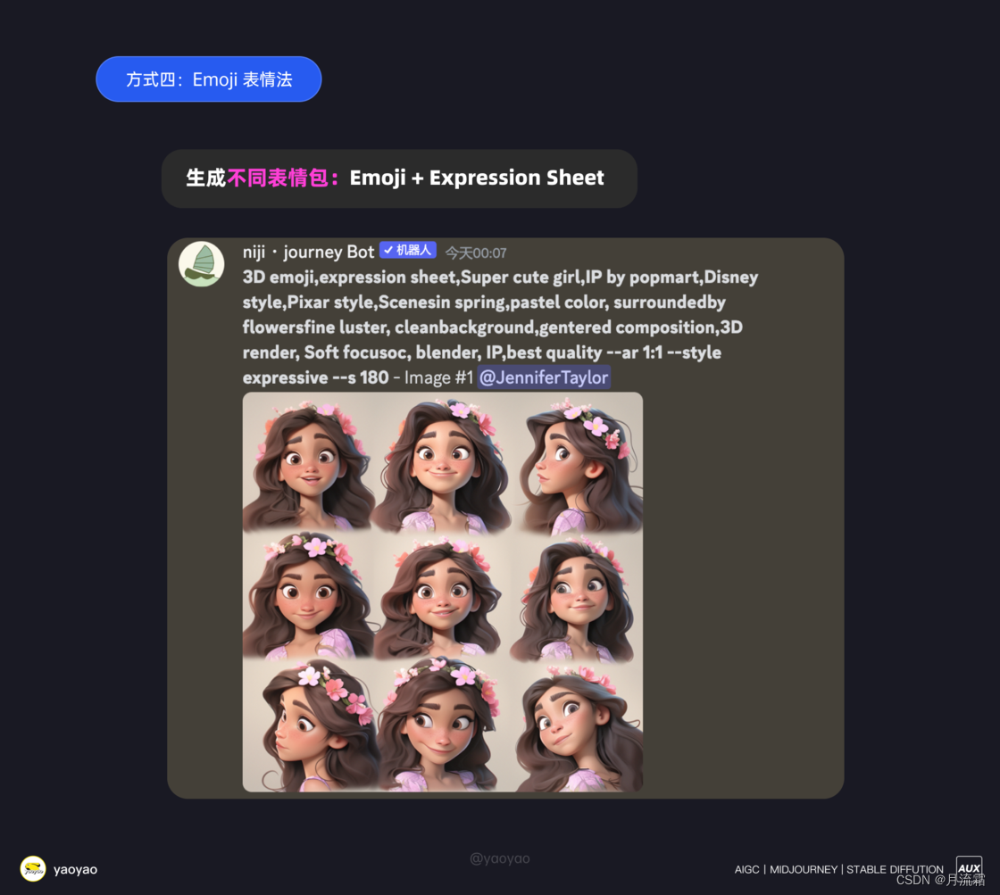 方式四：Emoji 表情法
生成不同表情包：Emoji + Expression Sheet
niji · journey Bot ✓ 机器人 今天00:07
3D emoji,expression sheet,Super cute girl,IP by popmart,Disney
style,Pixar style,Scenesin spring,pastel color, surroundedby
flowersfine luster, cleanbackground,gentered composition,3D
render, Soft focusoc, blender, IP,best quality --ar 1:1 --style
expressive --s 180 - Image #1 @JenniferTaylor
@yaoyao
yaoyao
AIGC | MIDJOURNEY | STABLE DIFFUTION
AUX
CSDN @月流霜